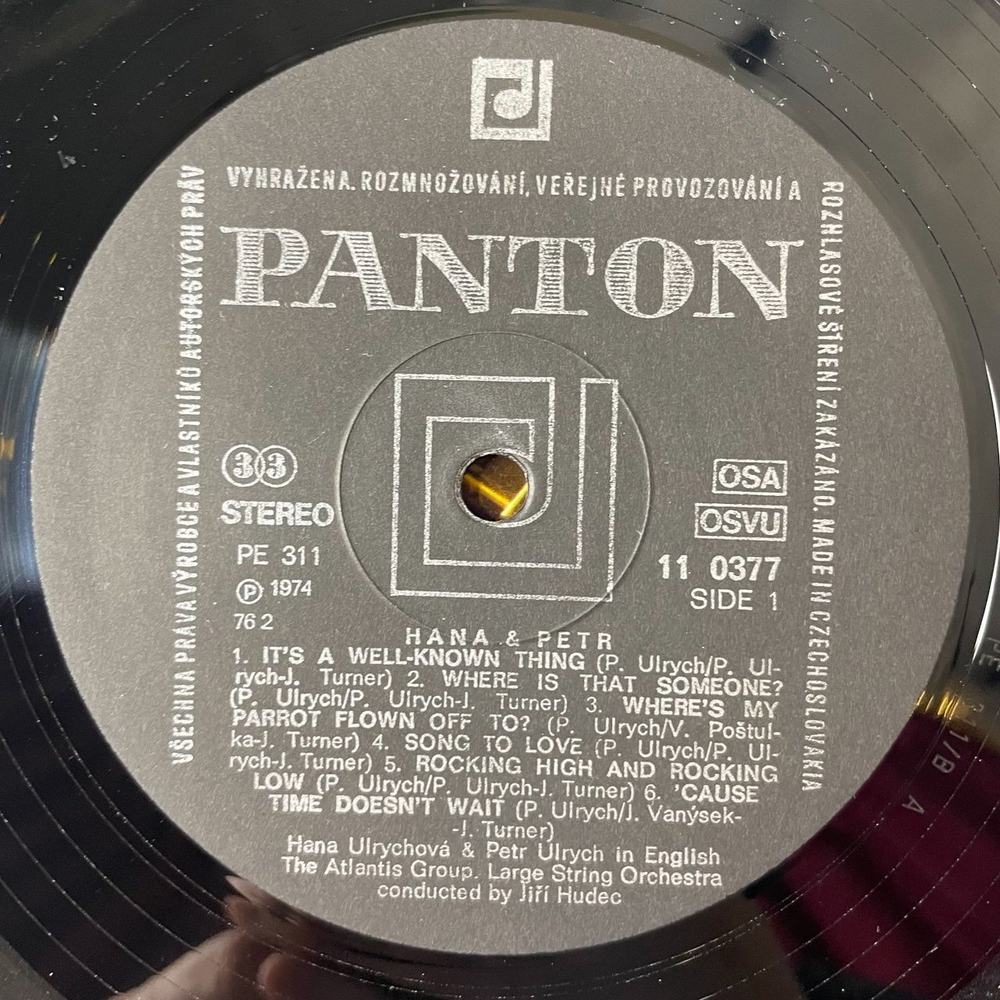 VŠECHNA PRÁVA VÝROBCE A VLASTNÍKŮ AUTORSKÝCH PRÁV
VYHRAŽENA. ROZMNOŽOVÁNÍ, VEŘEJNÉ PROVOZOVÁNÍ A
ROZHLASOVÉ ŠÍŘENÍ ZAKÁZÁNO. MADE IN CZECHOSLOVAKIA
PANTON
33
STEREO
PE 311
Ⓟ 1974
76 2
OSA
OSVU
11 0377
SIDE 1
HANA & PETR
1. IT'S A WELL-KNOWN THING (P. Ulrych/P. Ul-
rych-J. Turner) 2. WHERE IS THAT SOMEONE?
(P. Ulrych/P. Ulrych-J. Turner) 3. WHERE'S MY
PARROT FLOWN OFF TO? (P. Ulrych/V. Poštul-
ka-J. Turner) 4. SONG TO LOVE (P. Ulrych/P. Ul-
rych-J. Turner) 5. ROCKING HIGH AND ROCKING
LOW (P. Ulrych/P. Ulrych-J. Turner) 6. 'CAUSE
TIME DOESN'T WAIT (P. Ulrych/J. Vanýsek-
-J. Turner)
Hana Ulrychová & Petr Ulrych in English
The Atlantis Group. Large String Orchestra
conducted by Jiří Hudec